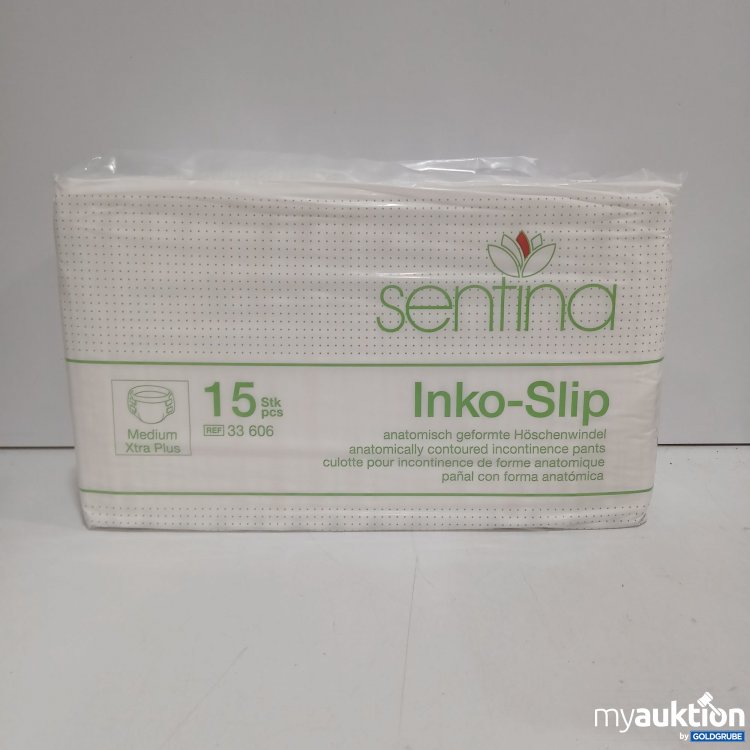 sentina
15 Stk
pcs
REF 33 606
Medium
Xtra Plus
Inko-Slip
anatomisch geformte Höschenwindel
anatomically contoured incontinence pants
culotte pour incontinence de forme anatomique
pañal con forma anatómica
myauktion
by GOLDGRUBE